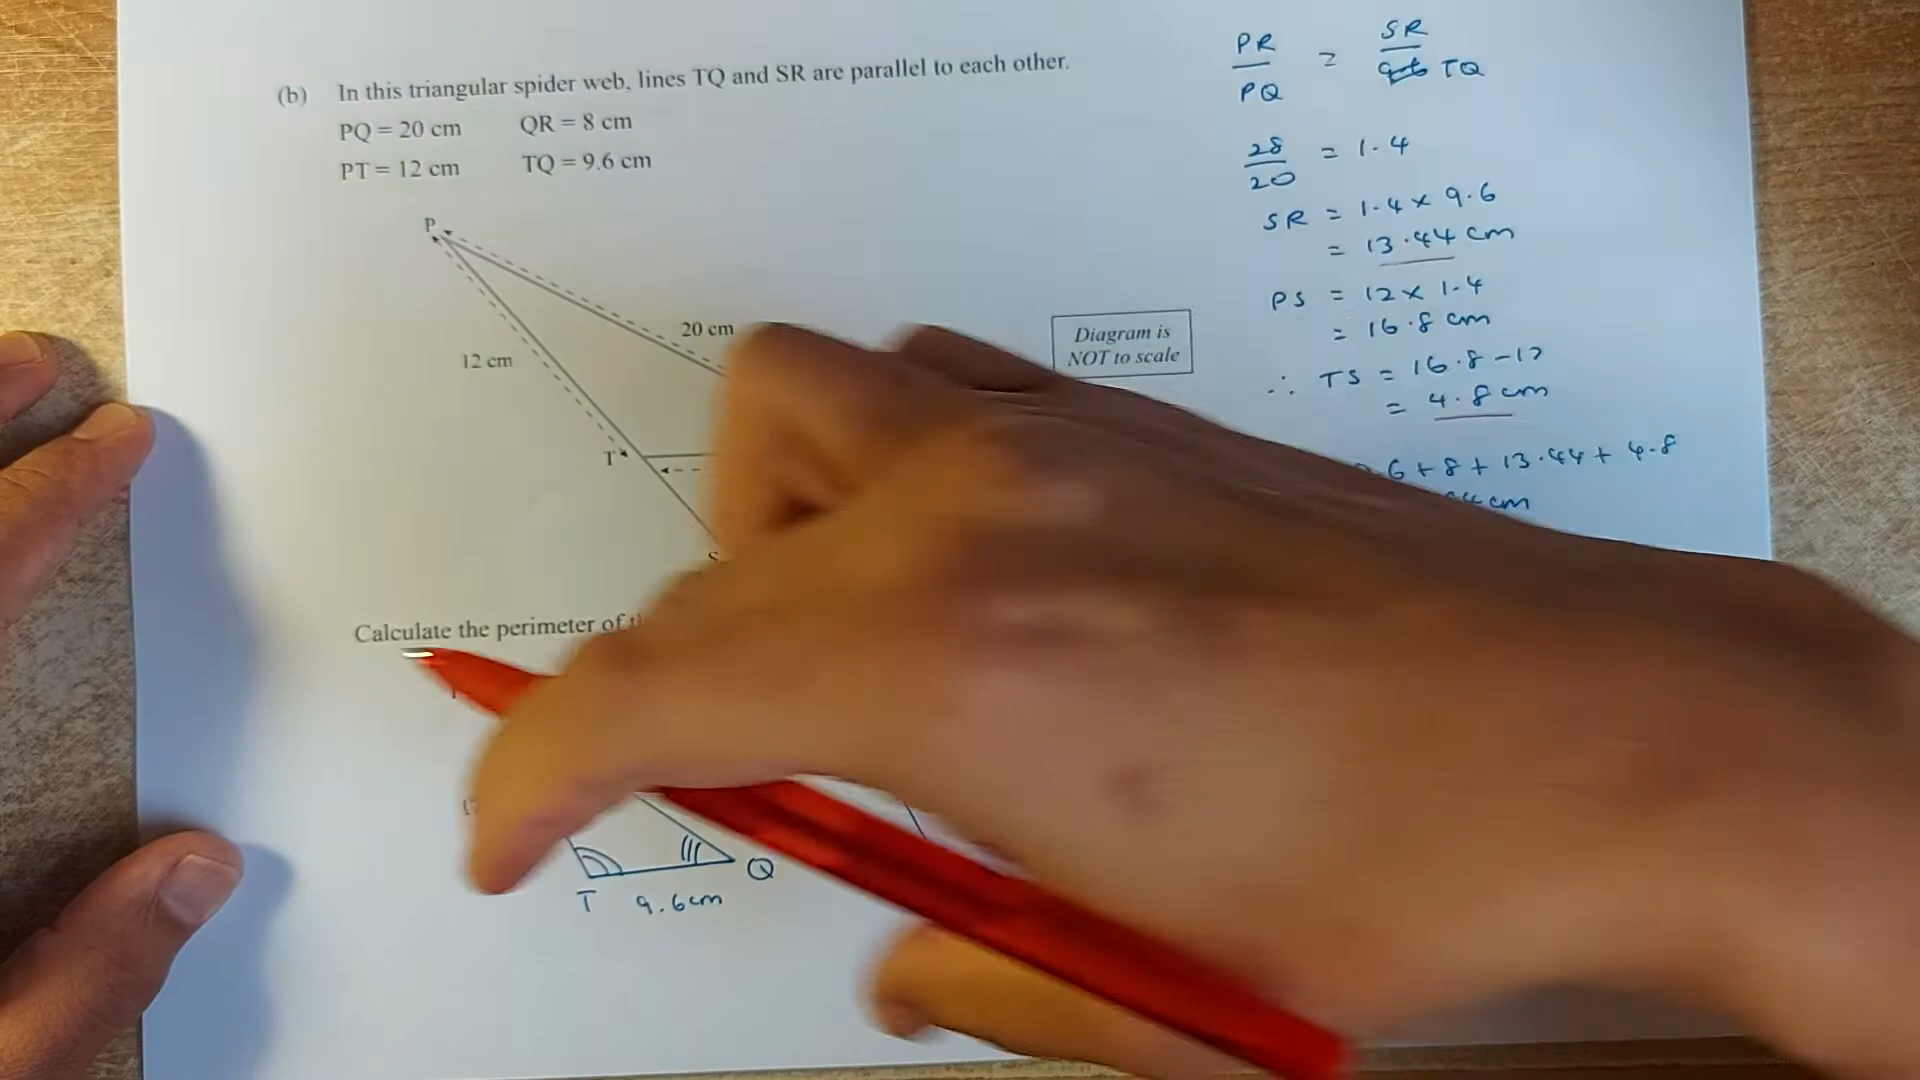 (b) In this triangular spider web, lines TQ and SR are parallel to each other.
PQ = 20 cm QR = 8 cm
PT = 12 cm TQ = 9.6 cm
P
20 cm
12 cm
T
S
Diagram is
NOT to scale
Calculate the perimeter of
T 9.6cm Q
PR = SR
PQ TQ
28 = 1.4
20
SR = 1.4 x 9.6
= 13.44 cm
PS = 12 x 1.4
= 16.8 cm
∴ TS = 16.8 - 12
= 4.8 cm
6 + 8 + 13.44 + 4.8
cm